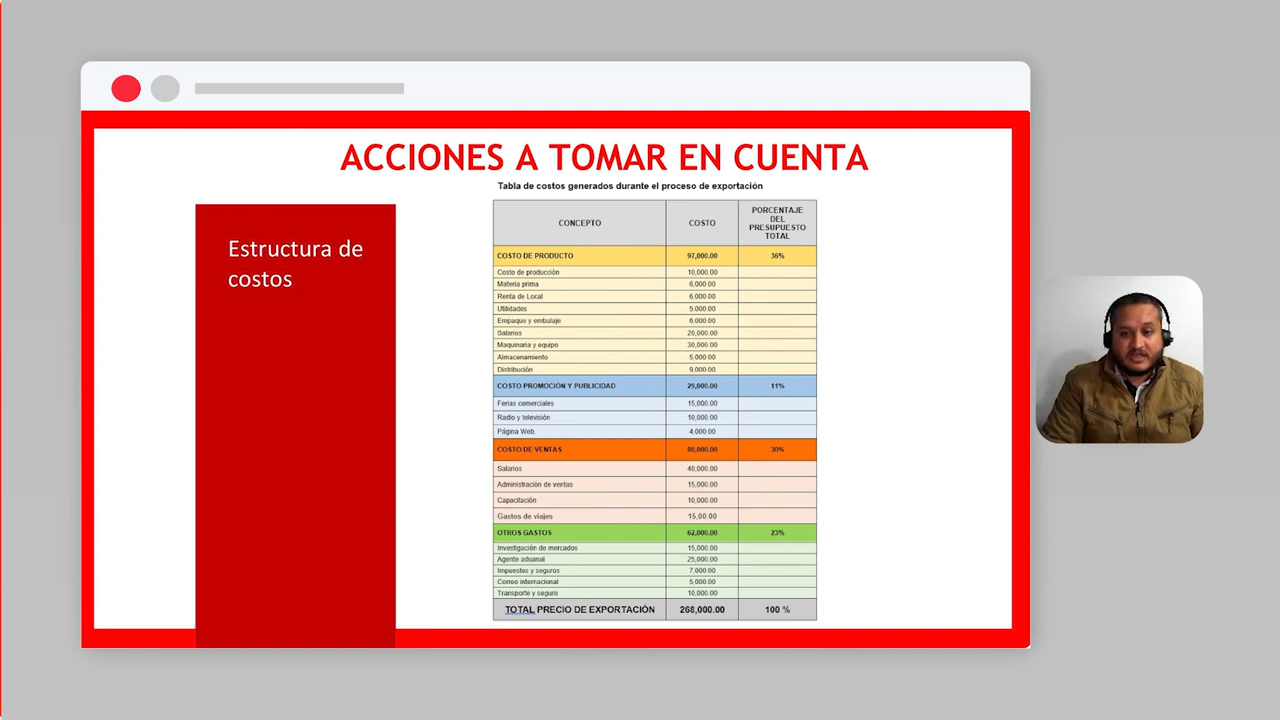 ACCIONES A TOMAR EN CUENTA
Tabla de costos generados durante el proceso de exportación
Estructura de
costos
CONCEPTO COSTO PORCENTAJE
DEL
PRESUPUESTO
TOTAL
COSTO DE PRODUCTO 97,000.00 36%
Costo de producción 10,000.00
Materia prima 6,000.00
Renta de Local 6,000.00
Utilidades 5.000.00
Empaque y embalaje 6,000.00
Salarios 20,000.00
Maquinaria y equipo 30,000.00
Almacenamiento 5,000.00
Distribución 9,000.00
COSTO PROMOCIÓN Y PUBLICIDAD 29,000.00 11%
Ferias comerciales 15,000.00
Radio y televisión 10,000.00
Página Web. 4,000.00
COSTO DE VENTAS 80,000.00 30%
Salarios 40,000.00
Administración de ventas 15,000.00
Capacitación 10,000.00
Gastos de viajes 15,00.00
OTROS GASTOS 62,000.00 23%
Investigación de mercados 15,000.00
Agente aduanal 25,000.00
Impuestos y seguros 7,000.00
Correo internacional 5,000.00
Transporte y seguro 10,000.00
TOTAL PRECIO DE EXPORTACIÓN 268,000.00 100 %